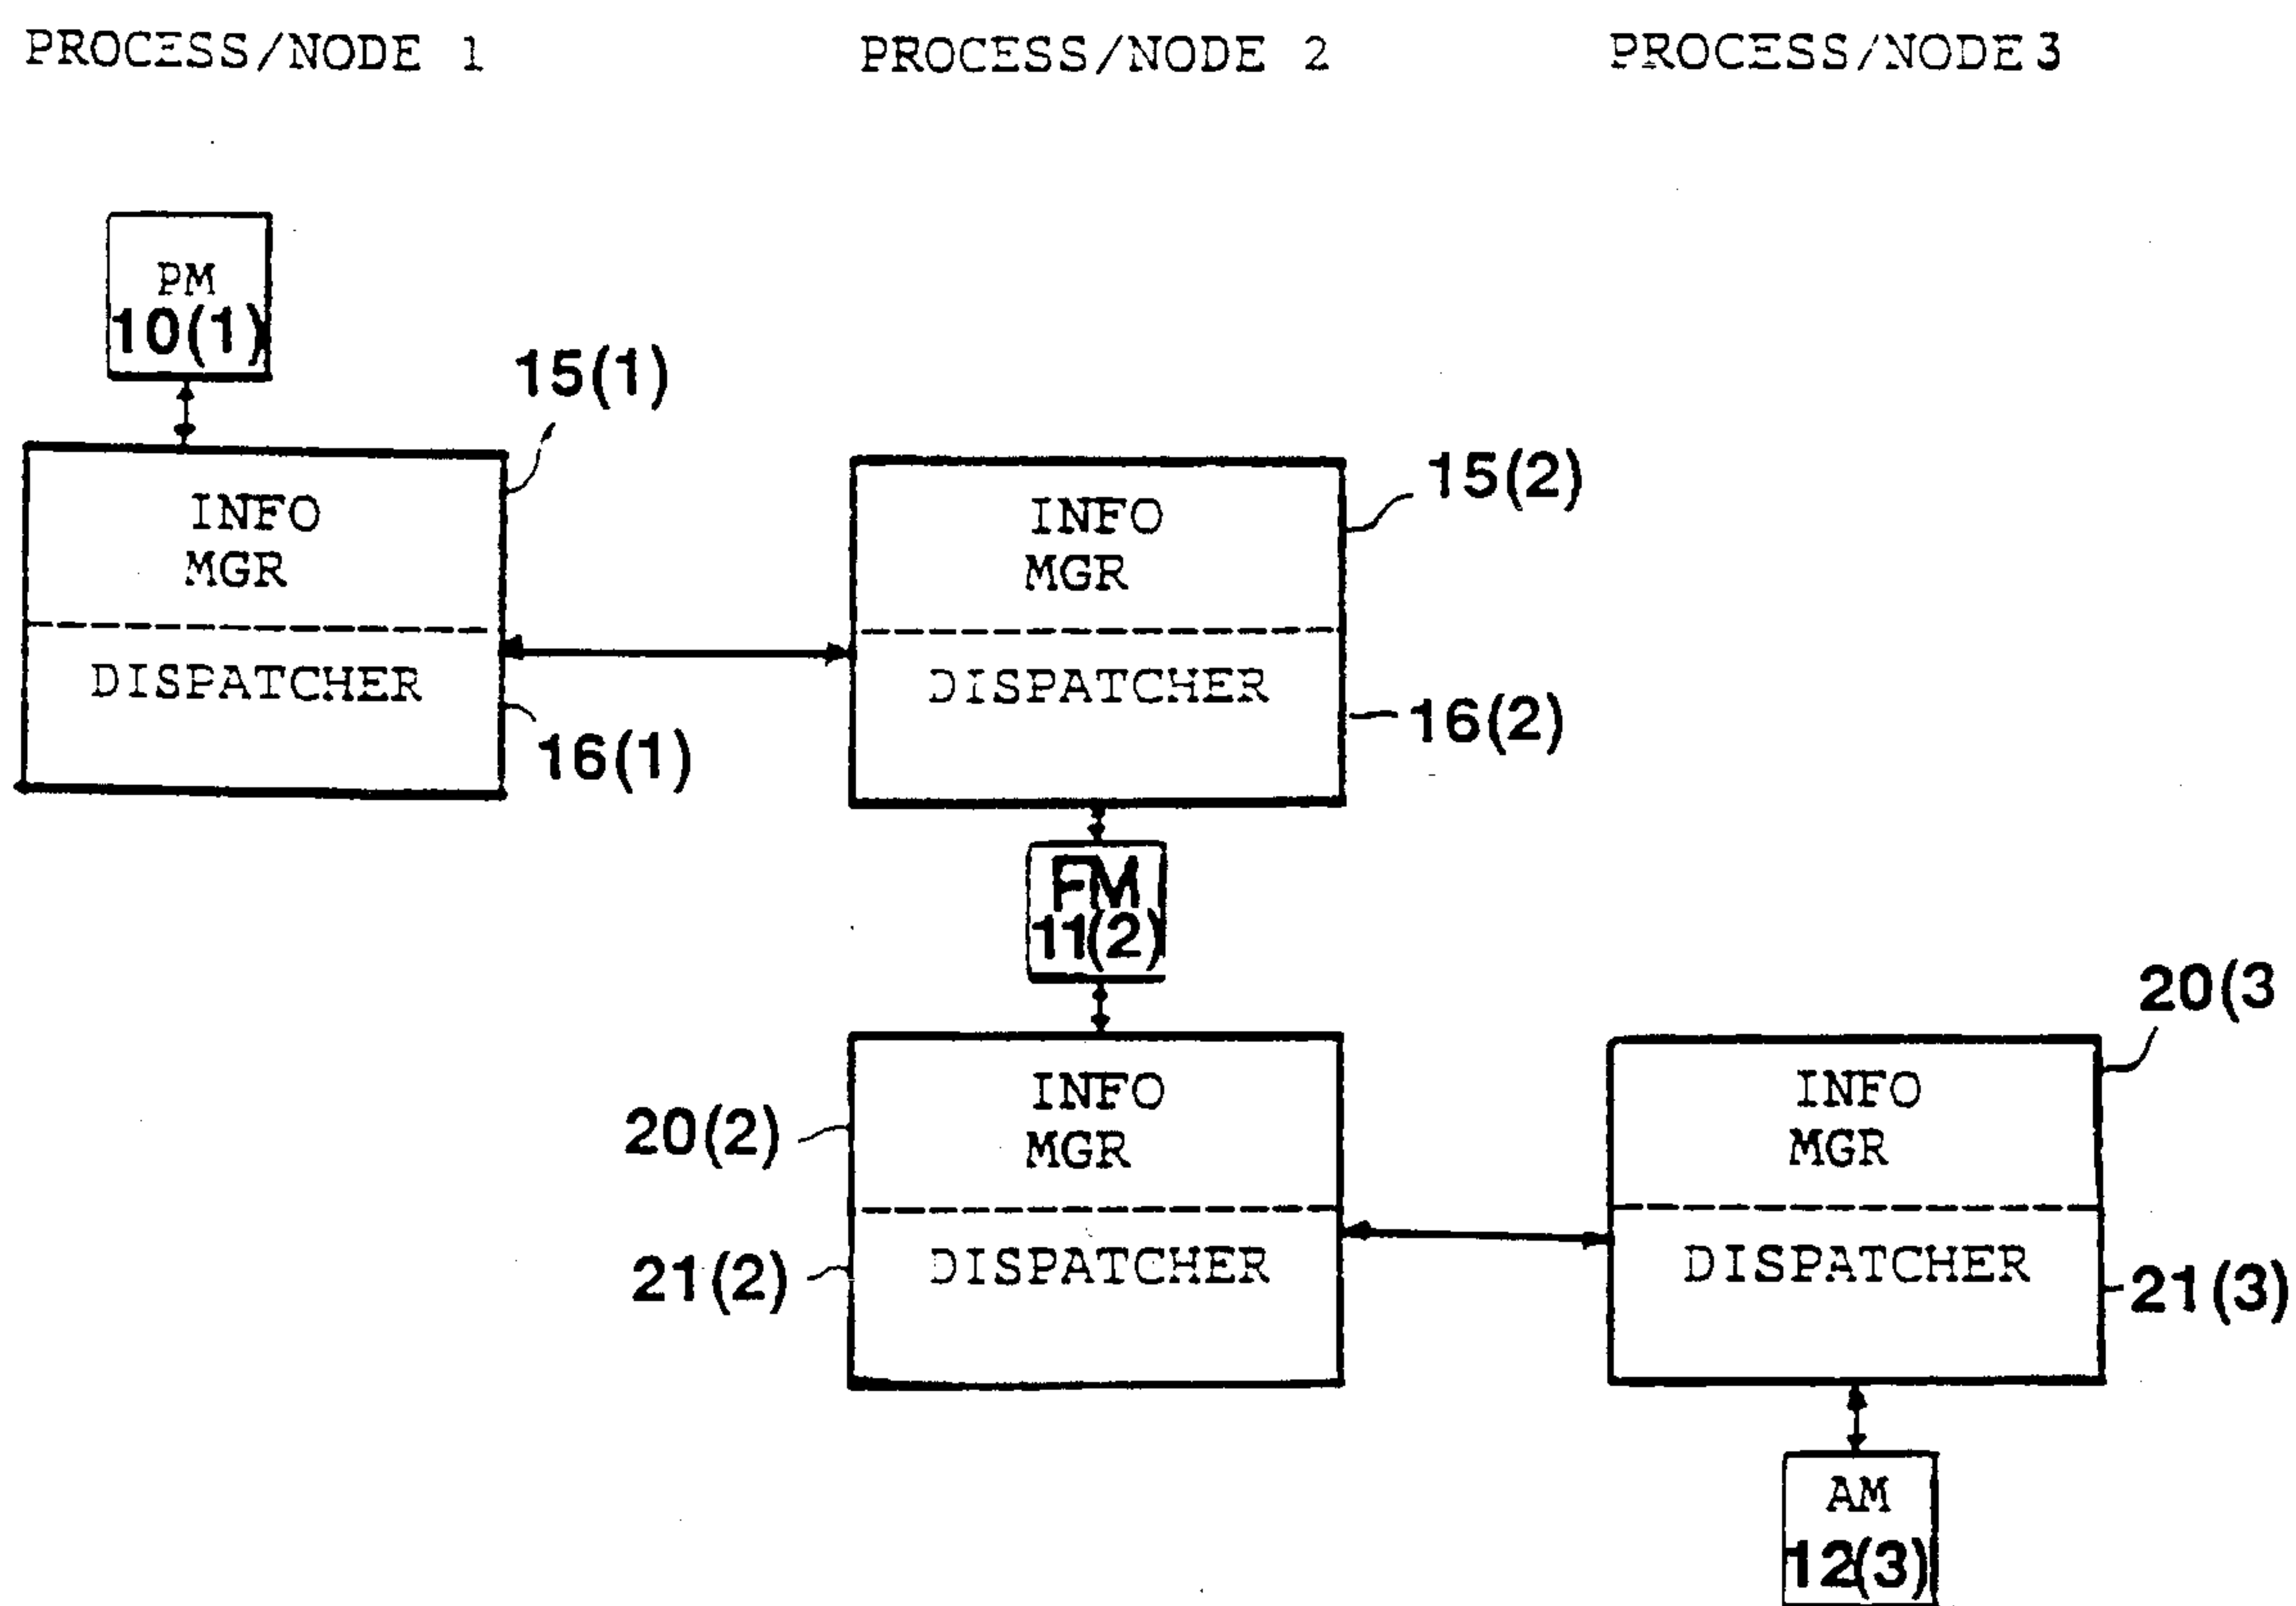 PROCESS/NODE 1
PROCESS/NODE 2
PROCESS/NODE 3
PM
10(1)
15(1)
INFO
MGR
DISPATCHER
16(1)
15(2)
INFO
MGR
DISPATCHER
16(2)
FM
11(2)
20(2)
INFO
MGR
21(2)
DISPATCHER
20(3
INFO
MGR
DISPATCHER
21(3)
AM
12(3)